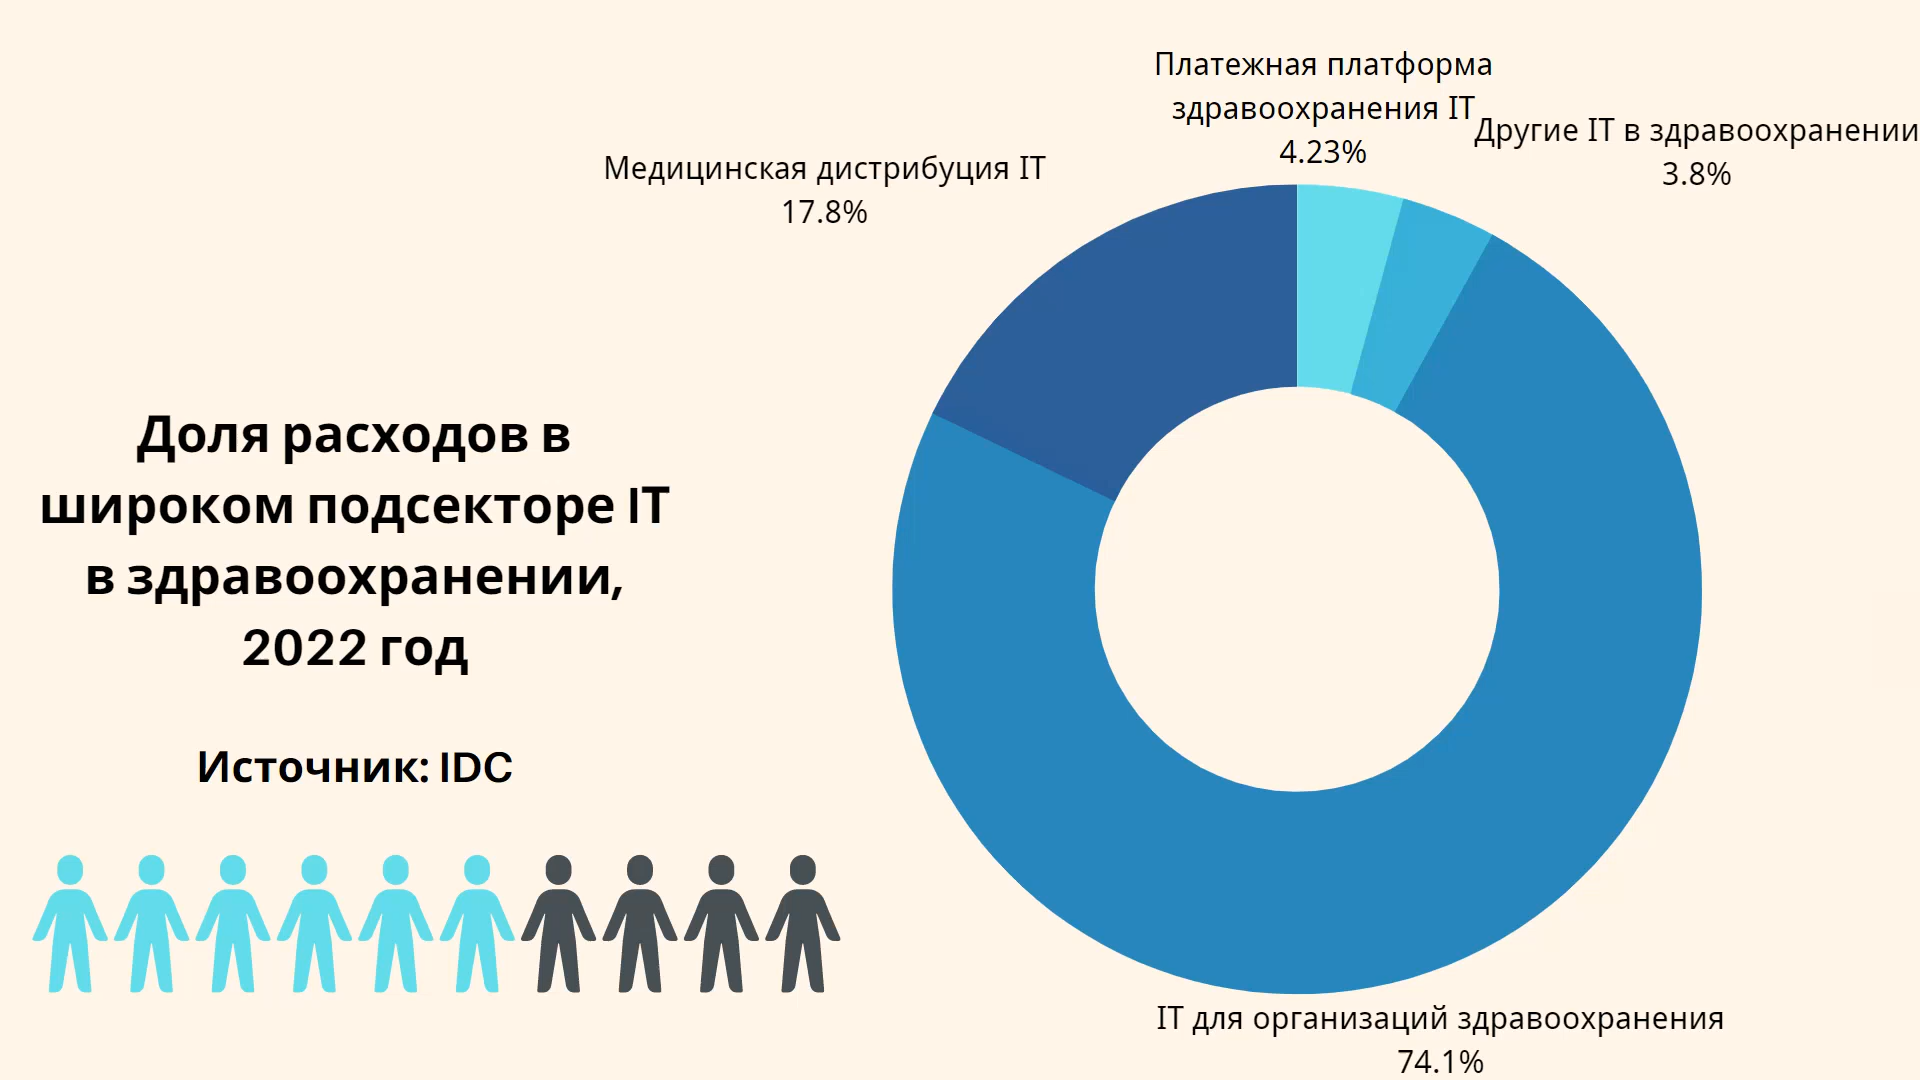 Платежная платформа
здравоохранения IT
4.23%
Другие IT в здравоохранении
3.8%
Медицинская дистрибуция IT
17.8%
Доля расходов в
широком подсекторе IT
в здравоохранении,
2022 год
Источник: IDC
IT для организаций здравоохранения
74.1%